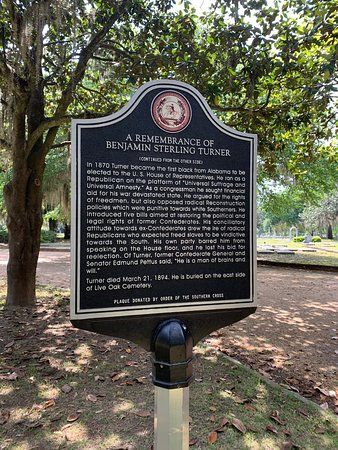 A REMEMBRANCE OF
BENJAMIN STERLING TURNER
(CONTINUED FROM THE OTHER SIDE)
In 1870 Turner became the first black from Alabama to be
elected to the U. S. House of Representatives. He ran as a
Republican on the platform of "Universal Suffrage and
Universal Amnesty." As a congressman he sought financial
aid for his war devastated state. He argued for the rights
of freedmen, but also opposed radical Reconstruction
policies which were punitive towards white Southerners. He
introduced five bills aimed at restoring the political and
legal rights of former Confederates. His conciliatory
attitude towards ex-Confederates drew the ire of radical
Republicans who expected freed slaves to be vindictive
towards the South. His own party barred him from
speaking on the House floor, and he lost his bid for
reelection. Of Turner, former Confederate General and
Senator Edmund Pettus said, "He is a man of brains and
will."
Turner died March 21, 1894. He is buried on the east side
of Live Oak Cemetery.
PLAQUE DONATED BY ORDER OF THE SOUTHERN CROSS